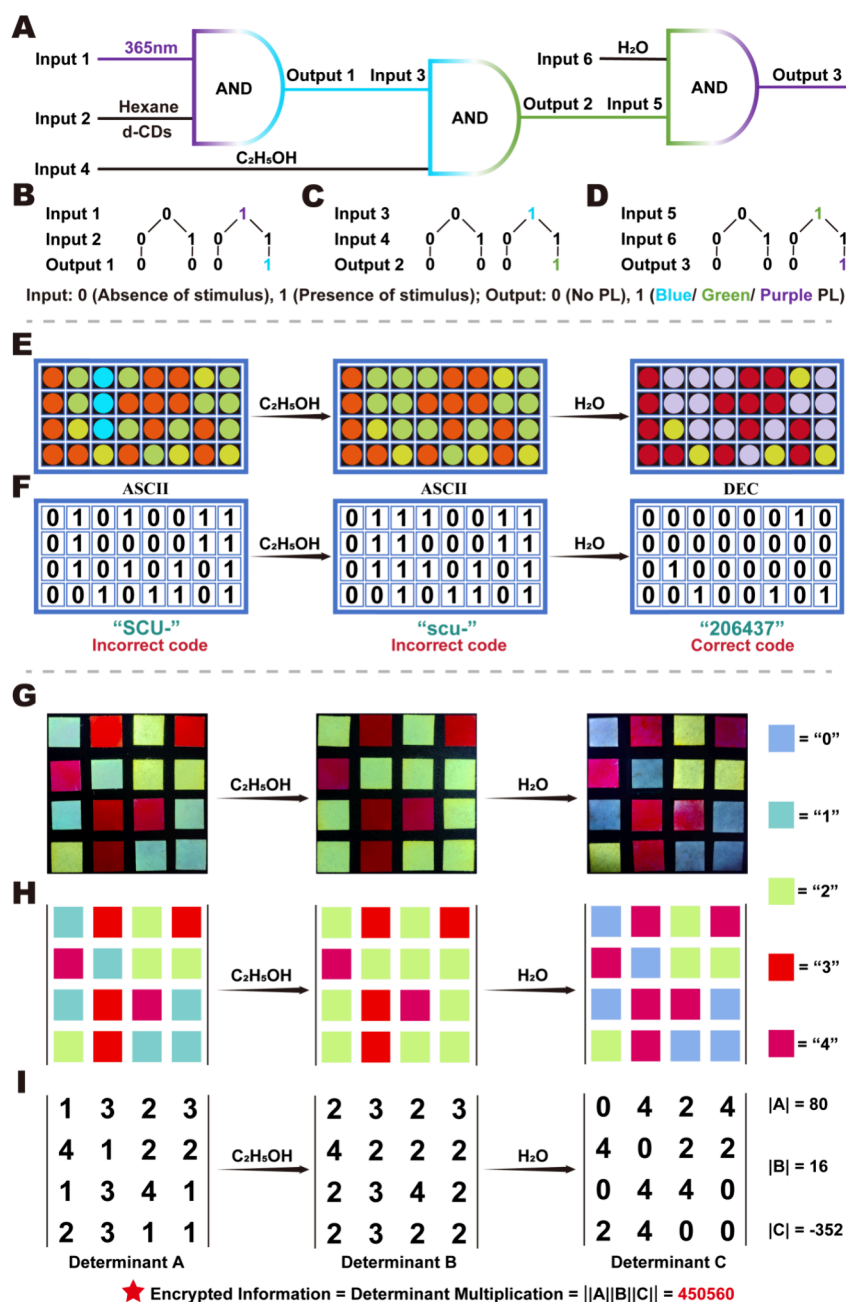 A
Input 1 365nm AND Output 1 Input 3 AND Output 2 Input 5 Input 6 H₂O AND Output 3
Input 2 Hexane
d-CDs
Input 4 C₂H₅OH
B C D
Input 1 0 1 Input 3 0 1 Input 5 0 1
Input 2 0 1 0 1 Input 4 0 1 0 1 Input 6 0 1 0 1
Output 1 0 0 0 1 Output 2 0 0 0 1 Output 3 0 0 0 1
Input: 0 (Absence of stimulus), 1 (Presence of stimulus); Output: 0 (No PL), 1 (Blue/ Green/ Purple PL)
E
C₂H₅OH H₂O
ASCII ASCII DEC
F
0 1 0 1 0 0 1 1 0 1 1 1 0 0 1 1 0 0 0 0 0 0 1 0
0 1 0 0 0 0 1 1 C₂H₅OH 0 1 1 0 0 0 1 1 H₂O 0 0 0 0 0 0 0 0
0 1 0 1 0 1 0 1 0 1 1 1 0 1 0 1 0 1 0 0 0 0 0 0
0 0 1 0 1 1 0 1 0 0 1 0 1 1 0 1 0 0 1 0 0 1 0 1
“SCU-” “scu-” “206437”
Incorrect code Incorrect code Correct code
G
= “0”
C₂H₅OH H₂O
= “1”
= “2”
H
C₂H₅OH H₂O
= “3”
= “4”
I
1 3 2 3 2 3 2 3 0 4 2 4 |A| = 80
4 1 2 2 C₂H₅OH 4 2 2 2 H₂O 4 0 2 2
|B| = 16
1 3 4 1 2 3 4 2 0 4 4 0
2 3 1 1 2 3 2 2 2 4 0 0 |C| = -352
Determinant A Determinant B Determinant C
Encrypted Information = Determinant Multiplication = ||A||B||C|| = 450560